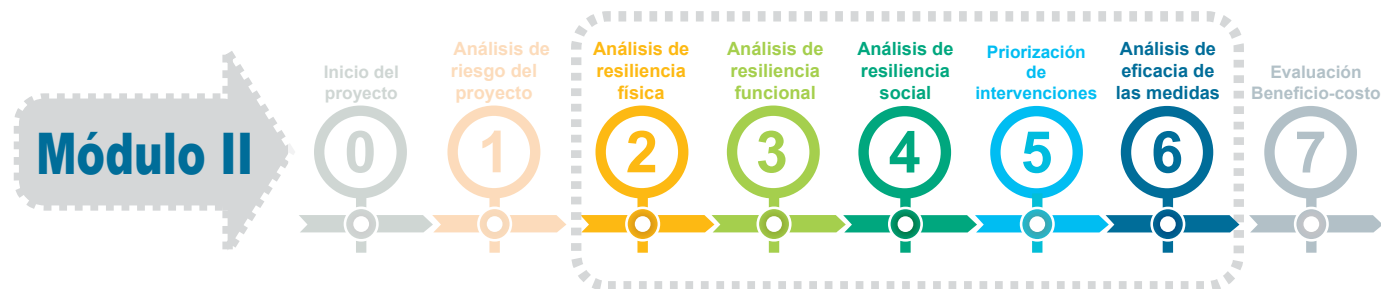 Módulo II
Inicio del
proyecto
0
Análisis de
riesgo del
proyecto
1
Análisis de
resiliencia
física
2
Análisis de
resiliencia
funcional
3
Análisis de
resiliencia
social
4
Priorización
de
intervenciones
5
Análisis de
eficacia de
las medidas
6
Evaluación
Beneficio-costo
7